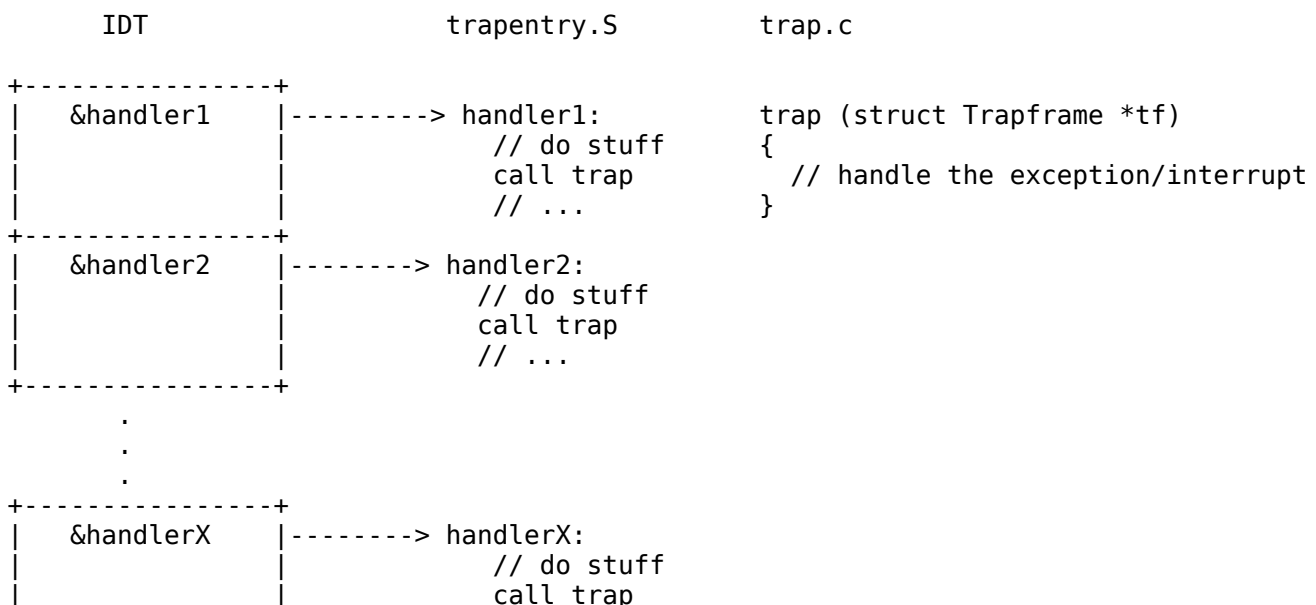 IDT                   trapentry.S         trap.c

+----------------+
|   &handler1    |---------> handler1:          trap (struct Trapframe *tf)
|                |             // do stuff      {
|                |             call trap          // handle the exception/interrupt
|                |             // ...           }
+----------------+
|   &handler2    |--------> handler2:
|                |            // do stuff
|                |            call trap
|                |            // ...
+----------------+
       .
       .
       .
+----------------+
|   &handlerX    |--------> handlerX:
|                |             // do stuff
|                |             call trap